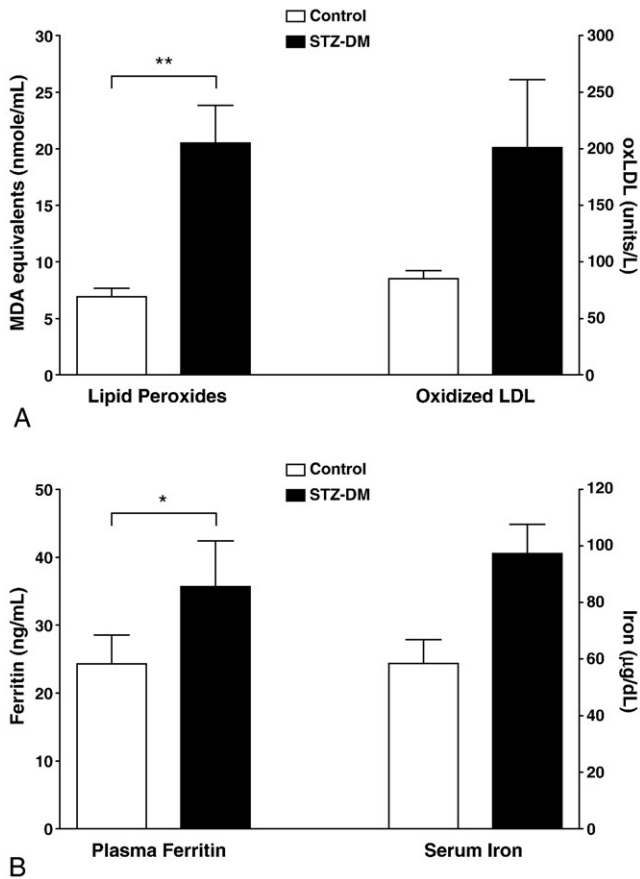 Control
STZ-DM
30
25
20
15
10
5
0
MDA equivalents (nmole/mL)
**
300
250
200
150
100
50
0
oxLDL (units/L)
Lipid Peroxides
Oxidized LDL
A
Control
STZ-DM
50
40
30
20
10
0
Ferritin (ng/mL)
*
120
100
80
60
40
20
0
Iron (µg/dL)
Plasma Ferritin
Serum Iron
B